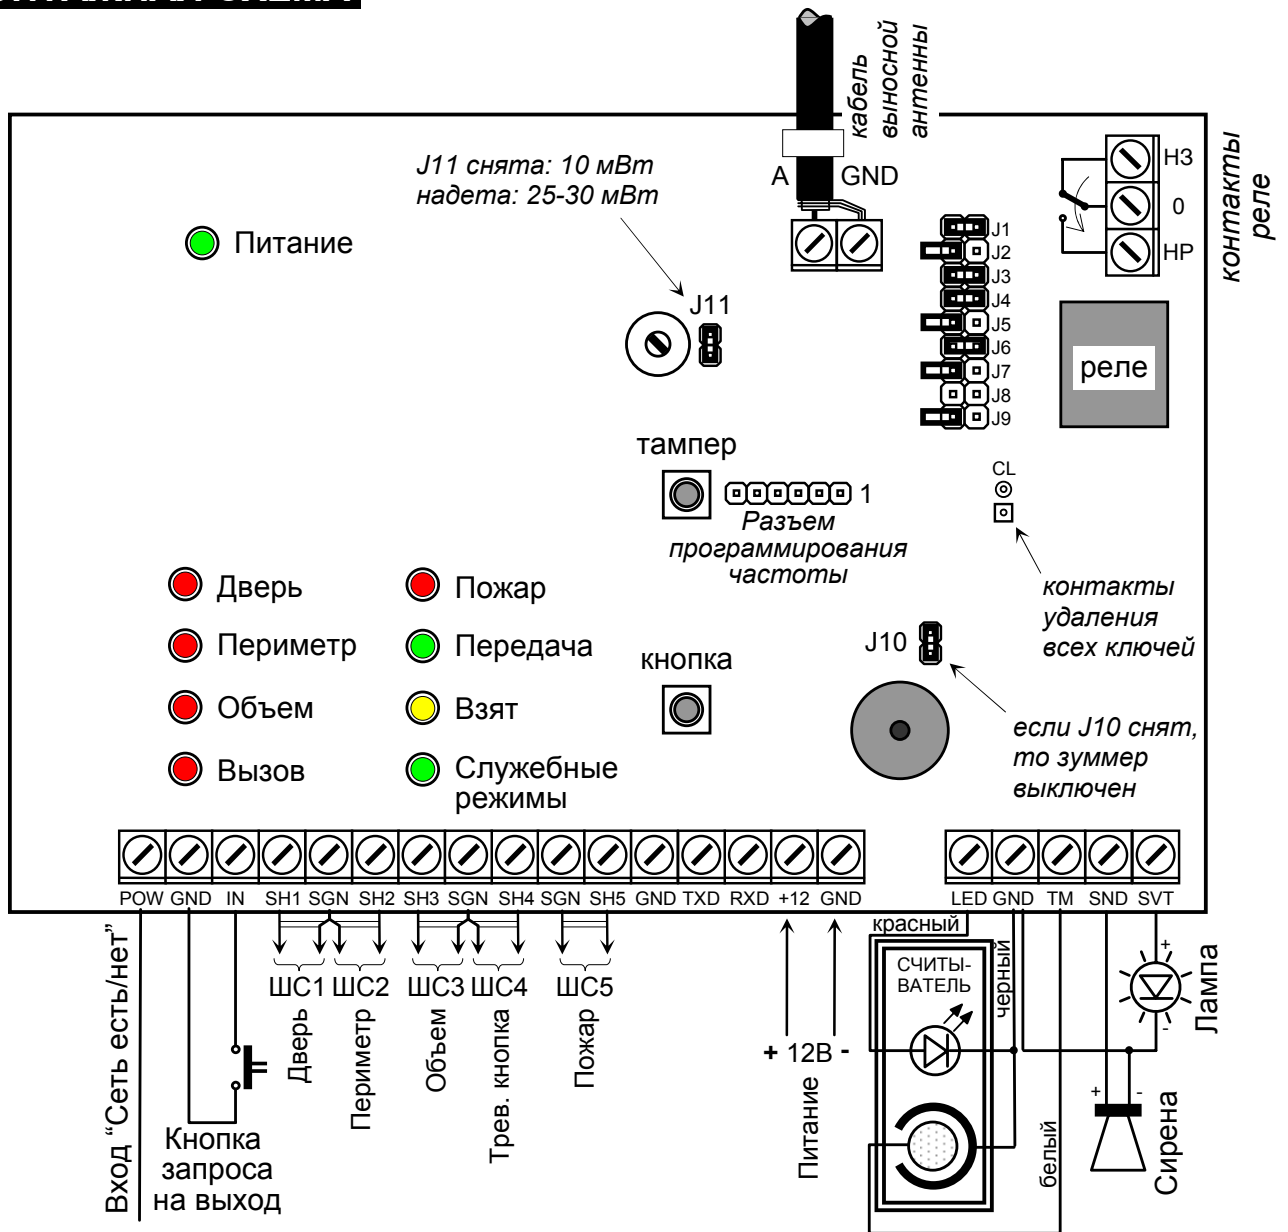 кабель
выносной
антенны
J11 снята: 10 мВт
надета: 25-30 мВт
A
GND
НЗ
0
НР
контакты
реле
Питание
J11
J1
J2
J3
J4
J5
J6
J7
J8
J9
реле
тампер
1
Разъем
программирования
частоты
CL
контакты
удаления
всех ключей
Дверь
Пожар
Периметр
Передача
Объем
Взят
Вызов
Служебные
режимы
кнопка
J10
если J10 снят,
то зуммер
выключен
POW GND IN SH1 SGN SH2 SH3 SGN SH4 SGN SH5 GND TXD RXD +12 GND
LED GND TM SND SVT
Вход “Сеть есть/нет”
Кнопка
запроса
на выход
ШС1 ШС2 ШС3 ШС4 ШС5
Дверь
Периметр
Объем
Трев. кнопка
Пожар
+ 12В -
Питание
красный
черный
СЧИТЫ-
ВАТЕЛЬ
белый
+
-
Лампа
+
-
Сирена